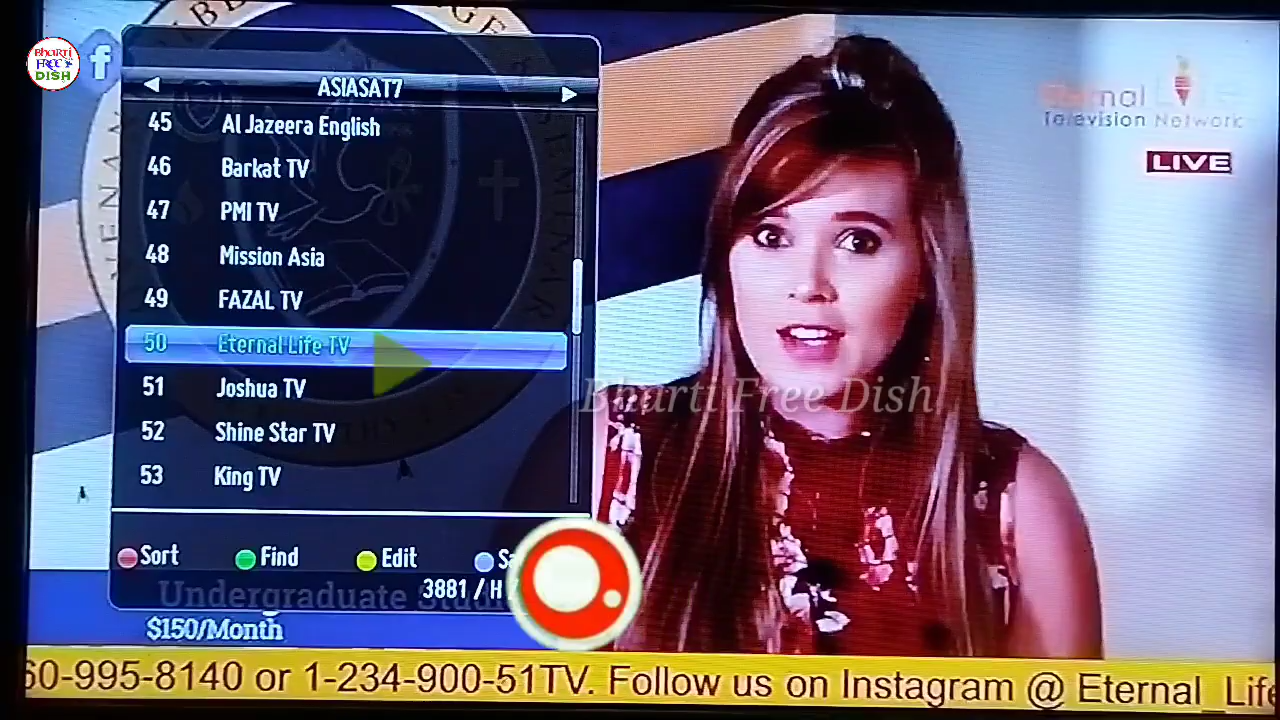 BHARTI
FREE
DISH
f
ASIASAT7
45 Al Jazeera English
46 Barkat TV
47 PMI TV
48 Mission Asia
49 FAZAL TV
50 Eternal Life TV
51 Joshua TV
52 Shine Star TV
53 King TV
Sort Find Edit
3881 / H
Television Network
LIVE
Bharti Free Dish
Undergraduate
$150/Month
60-995-8140 or 1-234-900-51TV. Follow us on Instagram @ Eternal_Life